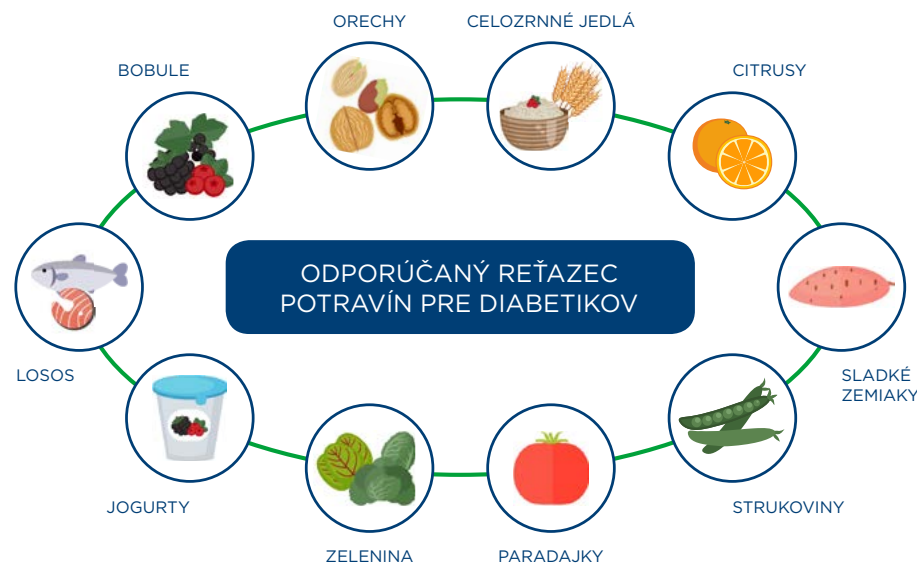 ORECHY
CELOZRNNÉ JEDLÁ
BOBULE
CITRUSY
ODPORÚČANÝ REŤAZEC
POTRAVÍN PRE DIABETIKOV
LOSOS
SLADKÉ
ZEMIAKY
JOGURTY
STRUKOVINY
ZELENINA
PARADAJKY